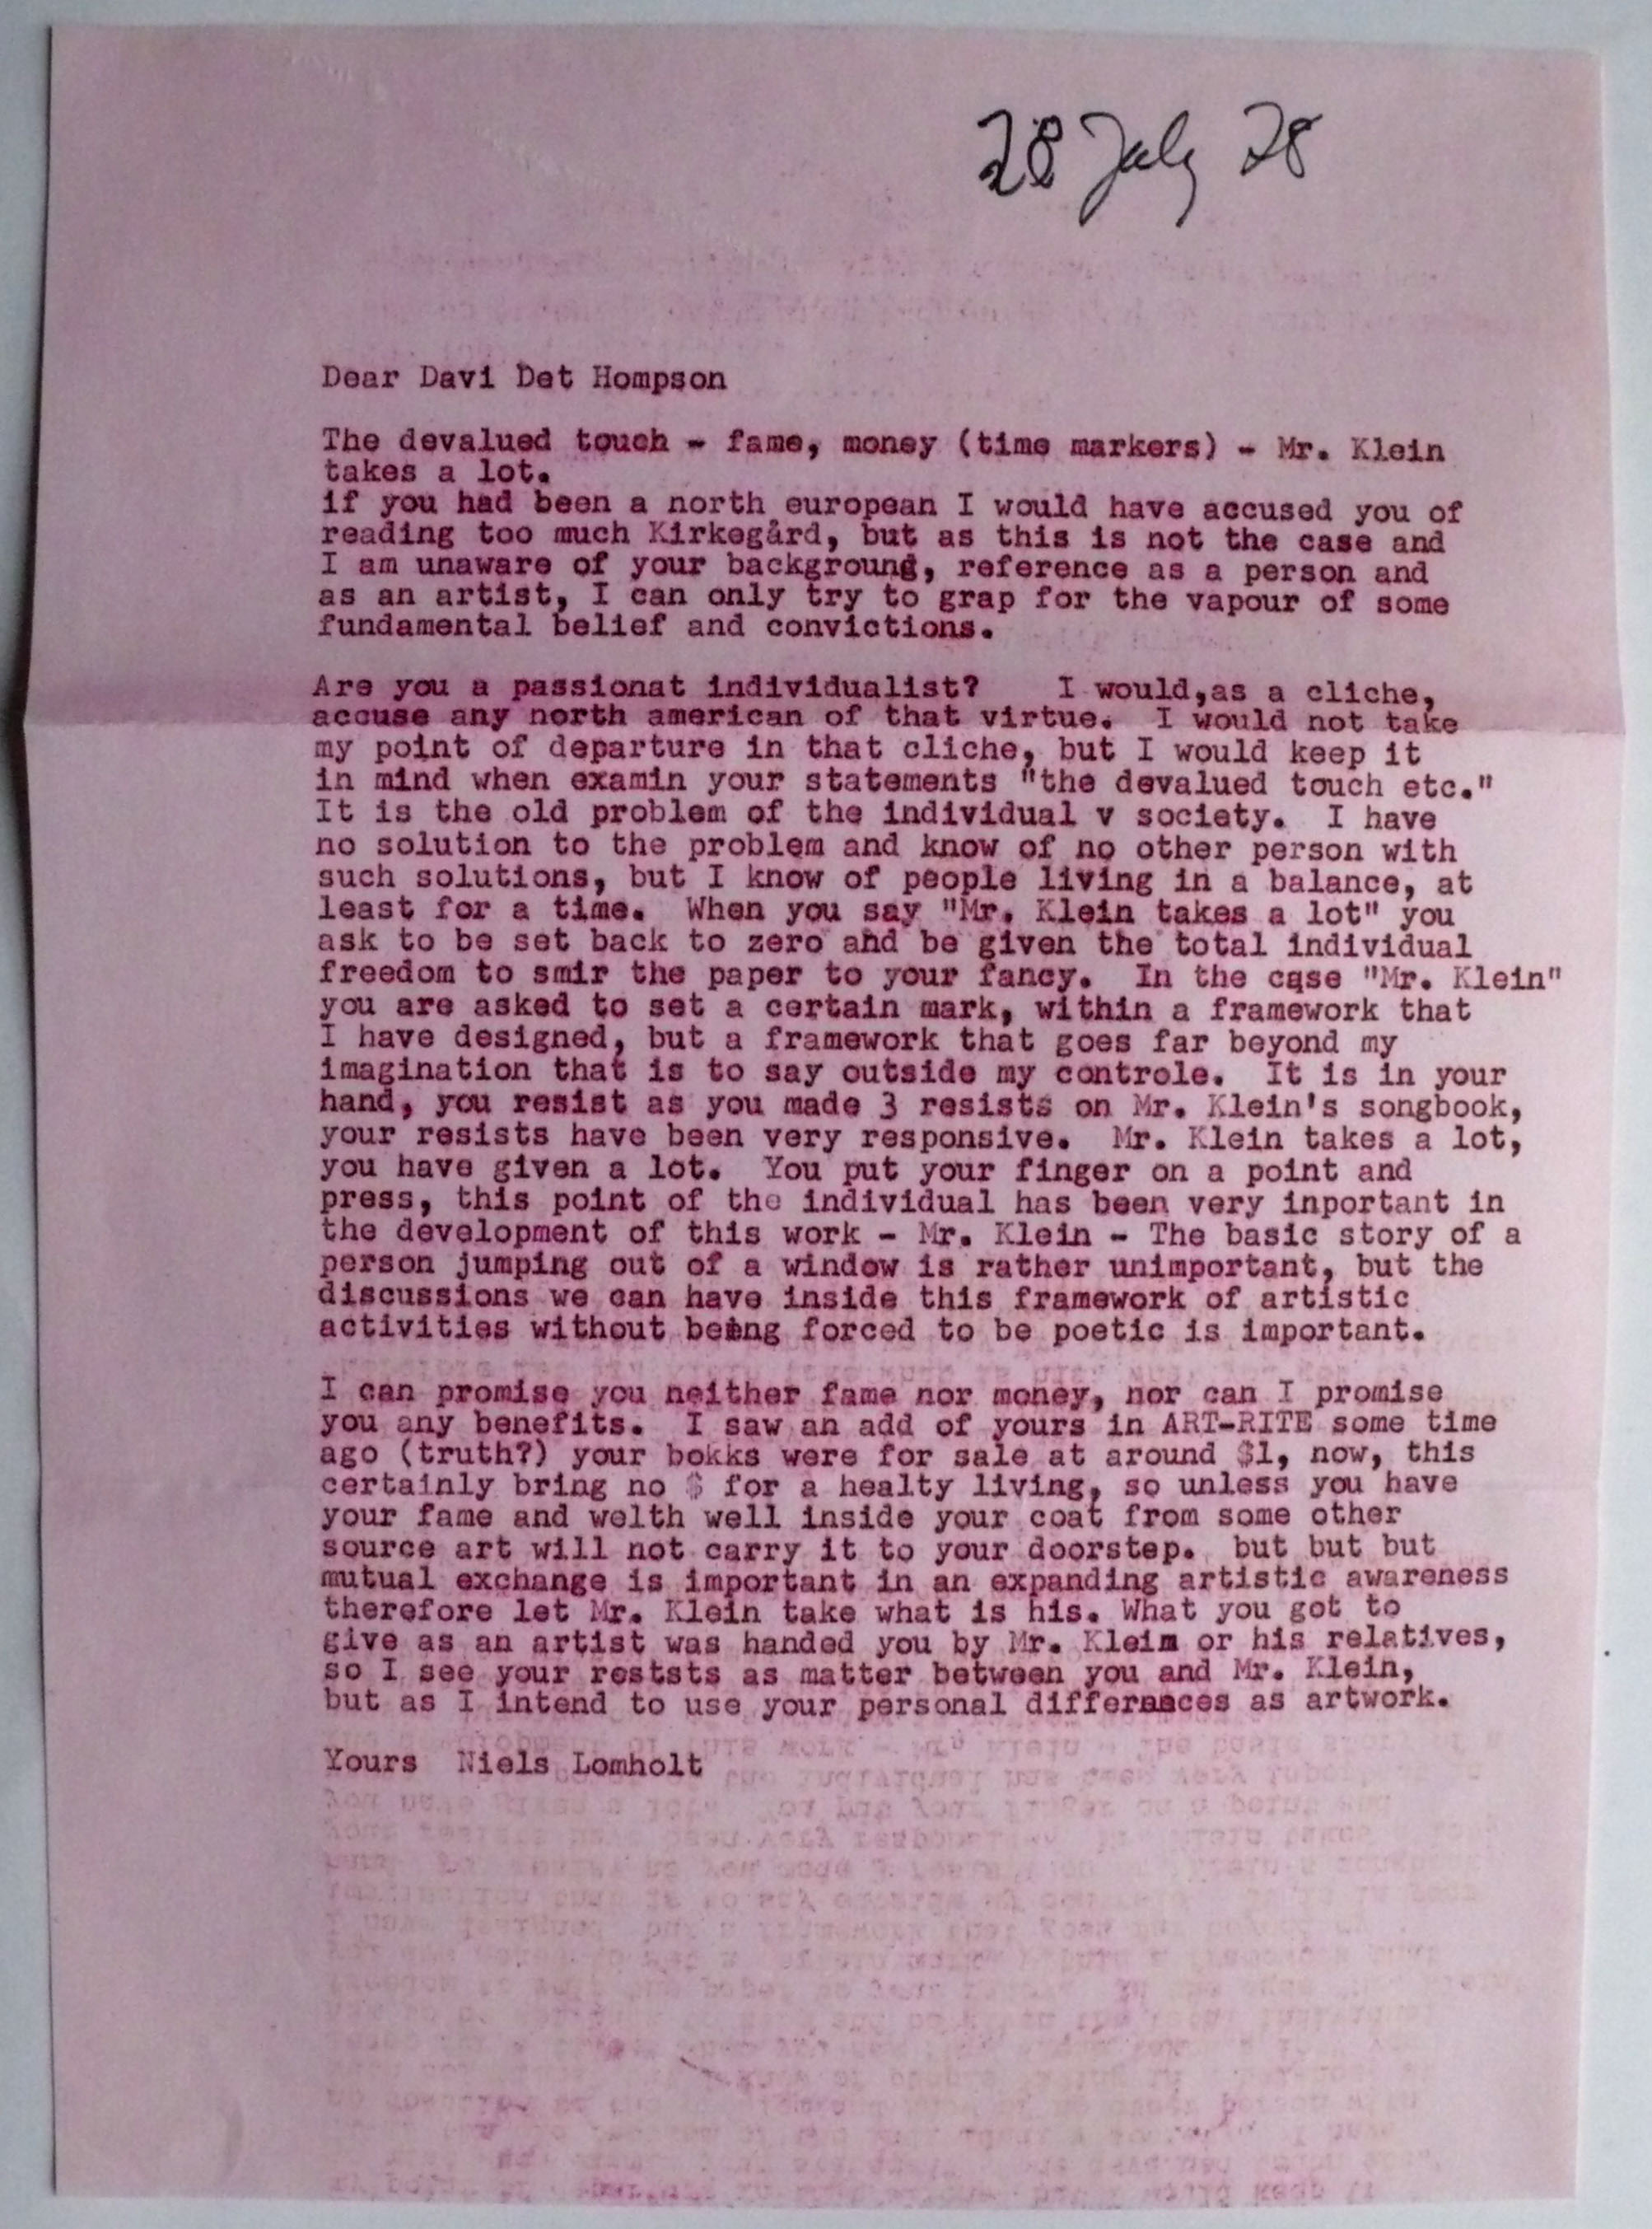 28 July 78
Dear Davi Det Hompson
The devalued touch - fame, money (time markers) - Mr. Klein
takes a lot.
if you had been a north european I would have accused you of
reading too much Kirkegård, but as this is not the case and
I am unaware of your background, reference as a person and
as an artist, I can only try to grap for the vapour of some
fundamental belief and convictions.
Are you a passionat individualist? I would,as a cliche,
accuse any north american of that virtue. I would not take
my point of departure in that cliche, but I would keep it
in mind when examin your statements "the devalued touch etc."
It is the old problem of the individual v society. I have
no solution to the problem and know of no other person with
such solutions, but I know of people living in a balance, at
least for a time. When you say "Mr. Klein takes a lot" you
ask to be set back to zero and be given the total individual
freedom to smir the paper to your fancy. In the case "Mr. Klein"
you are asked to set a certain mark, within a framework that
I have designed, but a framework that goes far beyond my
imagination that is to say outside my controle. It is in your
hand, you resist as you made 3 resists on Mr. Klein's songbook,
your resists have been very responsive. Mr. Klein takes a lot,
you have given a lot. You put your finger on a point and
press, this point of the individual has been very inportant in
the development of this work - Mr. Klein - The basic story of a
person jumping out of a window is rather unimportant, but the
discussions we can have inside this framework of artistic
activities without being forced to be poetic is important.
I can promise you neither fame nor money, nor can I promise
you any benefits. I saw an add of yours in ART-RITE some time
ago (truth?) your bokks were for sale at around $1, now, this
certainly bring no $ for a healty living, so unless you have
your fame and welth well inside your coat from some other
source art will not carry it to your doorstep. but but but
mutual exchange is important in an expanding artistic awareness
therefore let Mr. Klein take what is his. What you got to
give as an artist was handed you by Mr. Kleim or his relatives,
so I see your reststs as matter between you and Mr. Klein,
but as I intend to use your personal differnaces as artwork.
Yours Niels Lomholt